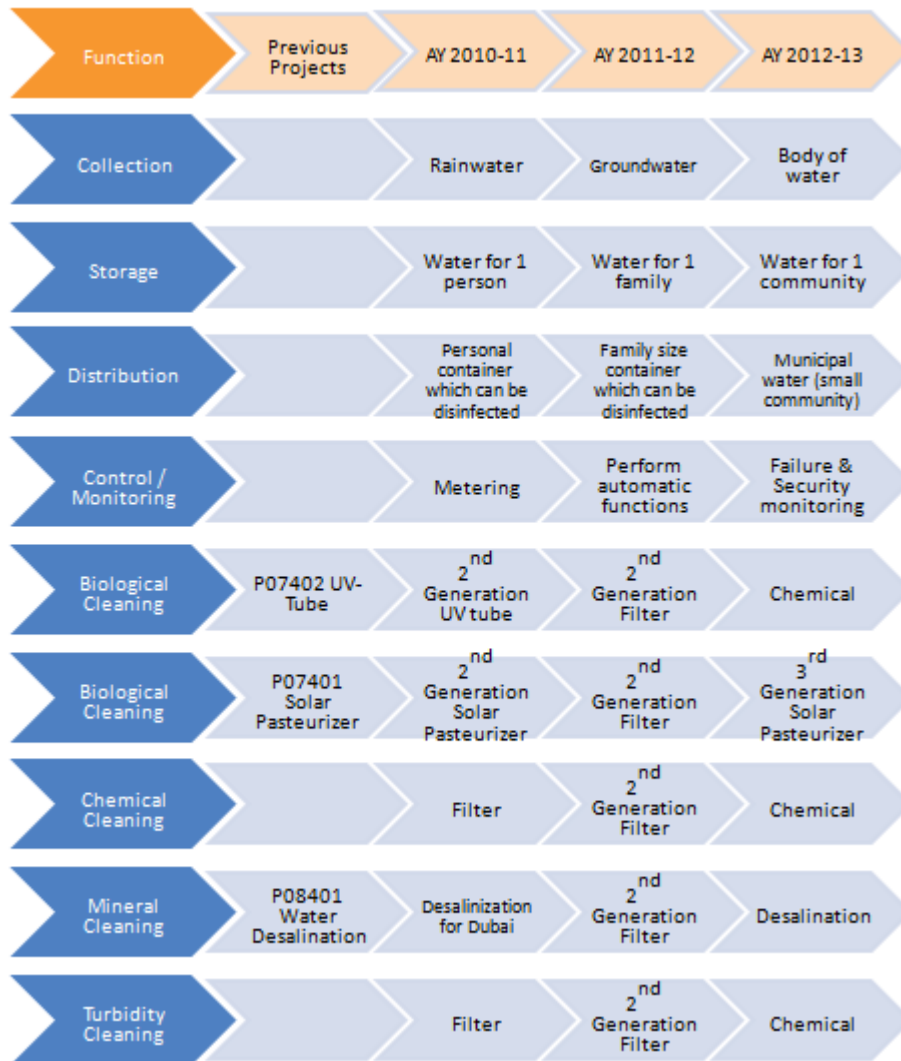 Function
Previous
Projects
AY 2010-11
AY 2011-12
AY 2012-13
Collection
Rainwater
Groundwater
Body of
water
Storage
Water for 1
person
Water for 1
family
Water for 1
community
Distribution
Personal
container
which can be
disinfected
Family size
container
which can be
disinfected
Municipal
water (small
community)
Control /
Monitoring
Metering
Perform
automatic
functions
Failure &
Security
monitoring
Biological
Cleaning
P07402 UV-
Tube
2nd
Generation
UV tube
2nd
Generation
Filter
Chemical
Biological
Cleaning
P07401
Solar
Pasteurizer
2nd
Generation
Solar
Pasteurizer
2nd
Generation
Filter
3rd
Generation
Solar
Pasteurizer
Chemical
Cleaning
Filter
2nd
Generation
Filter
Chemical
Mineral
Cleaning
P08401
Water
Desalination
Desalinization
for Dubai
2nd
Generation
Filter
Desalination
Turbidity
Cleaning
Filter
2nd
Generation
Filter
Chemical